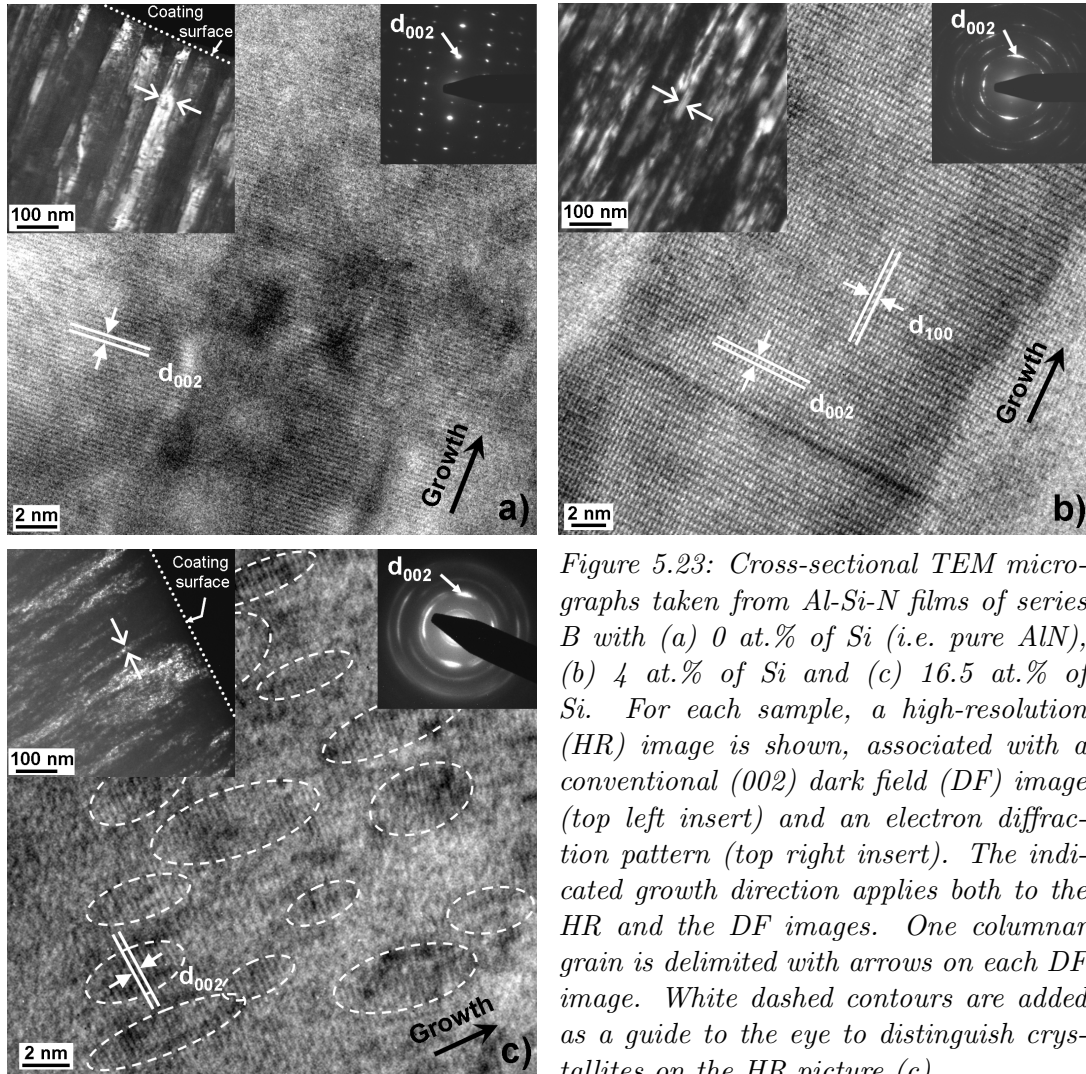 Coating
surface
d002
100 nm
d002
Growth
2 nm
a)
d002
100 nm
d100
d002
Growth
2 nm
b)
Coating
surface
d002
100 nm
d002
Growth
2 nm
c)
Figure 5.23: Cross-sectional TEM micro-
graphs taken from Al-Si-N films of series
B with (a) 0 at.% of Si (i.e. pure AlN),
(b) 4 at.% of Si and (c) 16.5 at.% of
Si. For each sample, a high-resolution
(HR) image is shown, associated with a
conventional (002) dark field (DF) image
(top left insert) and an electron diffrac-
tion pattern (top right insert). The indi-
cated growth direction applies both to the
HR and the DF images. One columnar
grain is delimited with arrows on each DF
image. White dashed contours are added
as a guide to the eye to distinguish crys-
tallites on the HR picture (c).